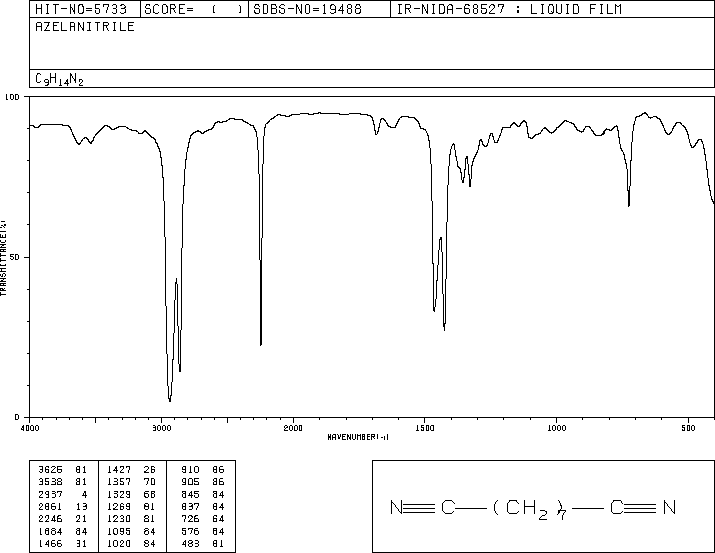 HIT-NO=5733 SCORE= ( ) SDBS-NO=19488 IR-NIDA-68527 : LIQUID FILM
AZELANITRILE
C9H14N2
100
TRANSMITTANCE(%)
50
0
4000 3000 2000 1500 1000 500
WAVENUMBER(-1)
3625 81 1427 26 910 86
3538 81 1357 70 905 86
2937 4 1329 68 845 84
2861 13 1269 81 837 84
2246 21 1230 81 726 64
1684 84 1095 84 576 84
1466 31 1020 84 483 81
N≡C—(CH2)7—C≡N